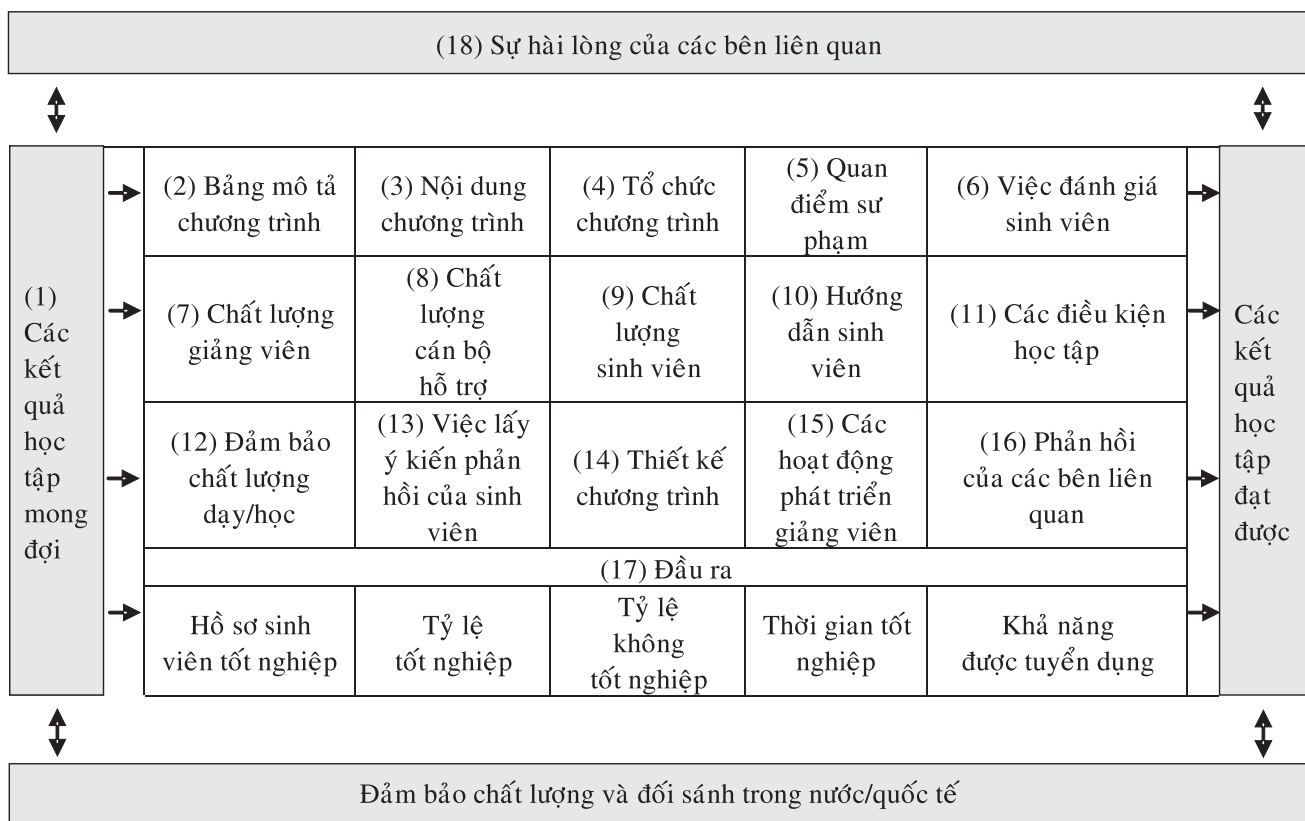 (18) Sự hài lòng của các bên liên quan
(1)
Các
kết
quả
học
tập
mong
đợi
(2) Bảng mô tả
chương trình
(3) Nội dung
chương trình
(4) Tổ chức
chương trình
(5) Quan
điểm sư
phạm
(6) Việc đánh giá
sinh viên
(7) Chất lượng
giảng viên
(8) Chất
lượng
cán bộ
hỗ trợ
(9) Chất
lượng
sinh viên
(10) Hướng
dẫn sinh
viên
(11) Các điều kiện
học tập
(12) Đảm bảo
chất lượng
dạy/học
(13) Việc lấy
ý kiến phản
hồi của sinh
viên
(14) Thiết kế
chương trình
(15) Các
hoạt động
phát triển
giảng viên
(16) Phản hồi
của các bên liên
quan
(17) Đầu ra
Hồ sơ sinh
viên tốt nghiệp
Tỷ lệ
tốt nghiệp
Tỷ lệ
không
tốt nghiệp
Thời gian tốt
nghiệp
Khả năng
được tuyển dụng
Các
kết
quả
học
tập
đạt
được
Đảm bảo chất lượng và đối sánh trong nước/quốc tế